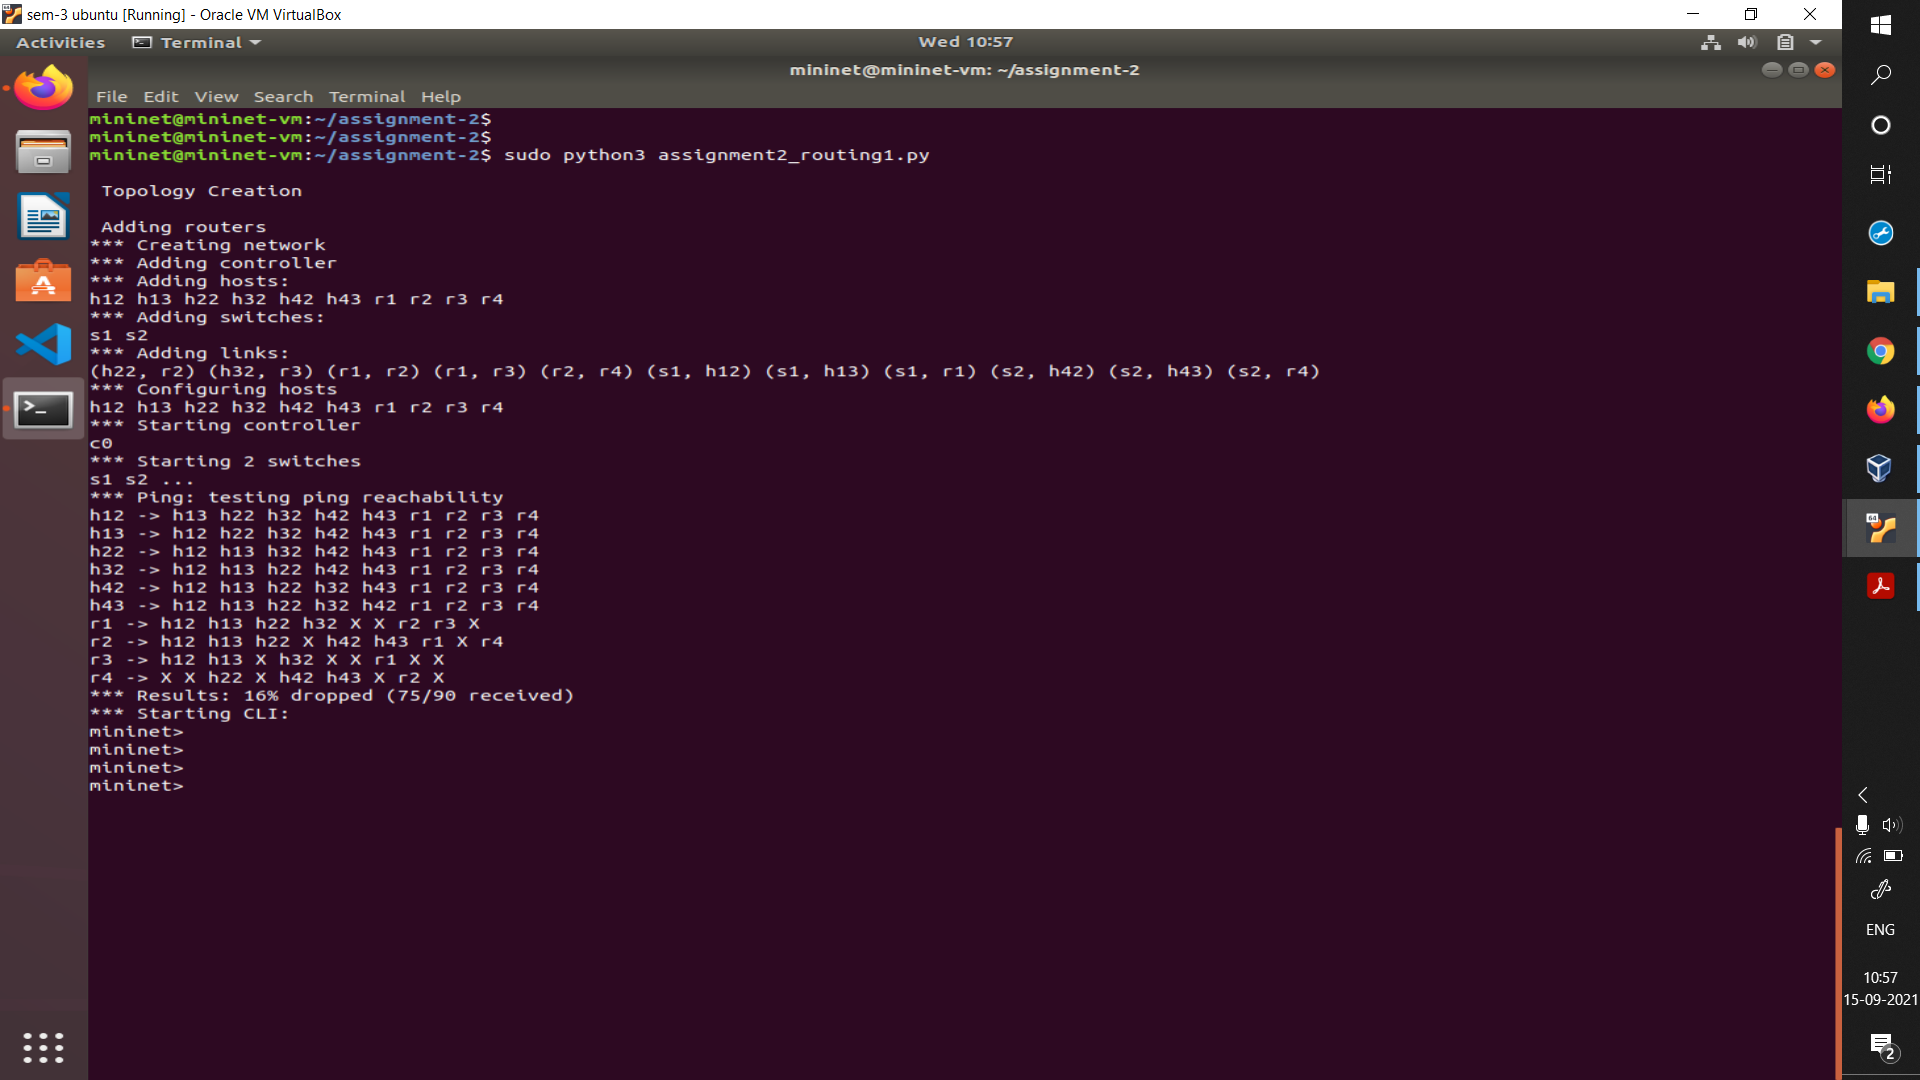 sem-3 ubuntu [Running] - Oracle VM VirtualBox
Activities Terminal Wed 10:57
mininet@mininet-vm: ~/assignment-2
File Edit View Search Terminal Help
mininet@mininet-vm:~/assignment-2$
mininet@mininet-vm:~/assignment-2$
mininet@mininet-vm:~/assignment-2$ sudo python3 assignment2_routing1.py
Topology Creation
Adding routers
*** Creating network
*** Adding controller
*** Adding hosts:
h12 h13 h22 h32 h42 h43 r1 r2 r3 r4
*** Adding switches:
s1 s2
*** Adding links:
(h22, r2) (h32, r3) (r1, r2) (r1, r3) (r2, r4) (s1, h12) (s1, h13) (s1, r1) (s2, h42) (s2, h43) (s2, r4)
*** Configuring hosts
h12 h13 h22 h32 h42 h43 r1 r2 r3 r4
*** Starting controller
c0
*** Starting 2 switches
s1 s2 ...
*** Ping: testing ping reachability
h12 -> h13 h22 h32 h42 h43 r1 r2 r3 r4
h13 -> h12 h22 h32 h42 h43 r1 r2 r3 r4
h22 -> h12 h13 h32 h42 h43 r1 r2 r3 r4
h32 -> h12 h13 h22 h42 h43 r1 r2 r3 r4
h42 -> h12 h13 h22 h32 h43 r1 r2 r3 r4
h43 -> h12 h13 h22 h32 h42 r1 r2 r3 r4
r1 -> h12 h13 h22 h32 X X r2 r3 X
r2 -> h12 h13 h22 X h42 h43 r1 X r4
r3 -> h12 h13 X h32 X X r1 X X
r4 -> X X h22 X h42 h43 X r2 X
*** Results: 16% dropped (75/90 received)
*** Starting CLI:
mininet>
mininet>
mininet>
mininet>
64
ENG
10:57
15-09-2021
2